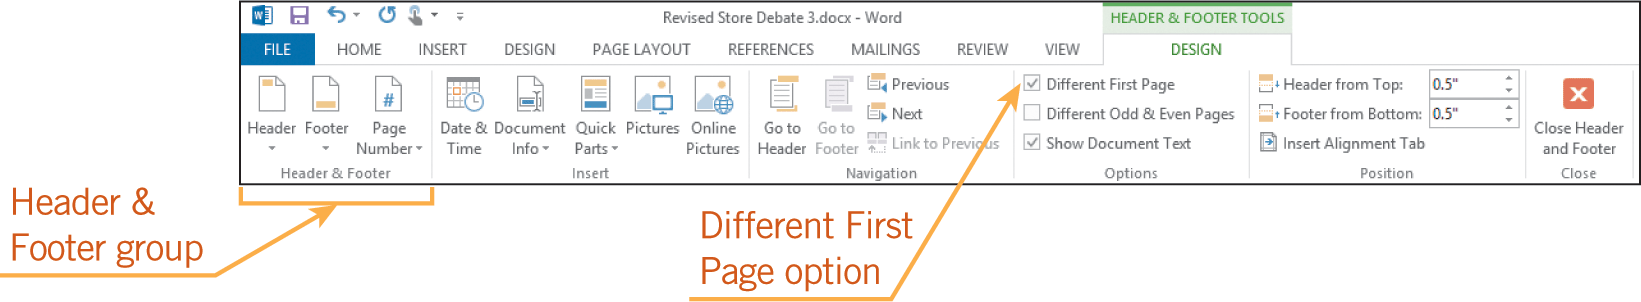 Revised Store Debate 3.docx - Word
HEADER & FOOTER TOOLS
FILE HOME INSERT DESIGN PAGE LAYOUT REFERENCES MAILINGS REVIEW VIEW DESIGN
Header
Footer
Page
Number
Header & Footer
Date &
Time
Document
Info
Quick
Parts
Pictures
Online
Pictures
Insert
Go to
Header
Go to
Footer
Previous
Next
Link to Previous
Navigation
Different First Page
Different Odd & Even Pages
Show Document Text
Options
Header from Top: 0.5"
Footer from Bottom: 0.5"
Insert Alignment Tab
Position
Close Header
and Footer
Close
Header &
Footer group
Different First
Page option